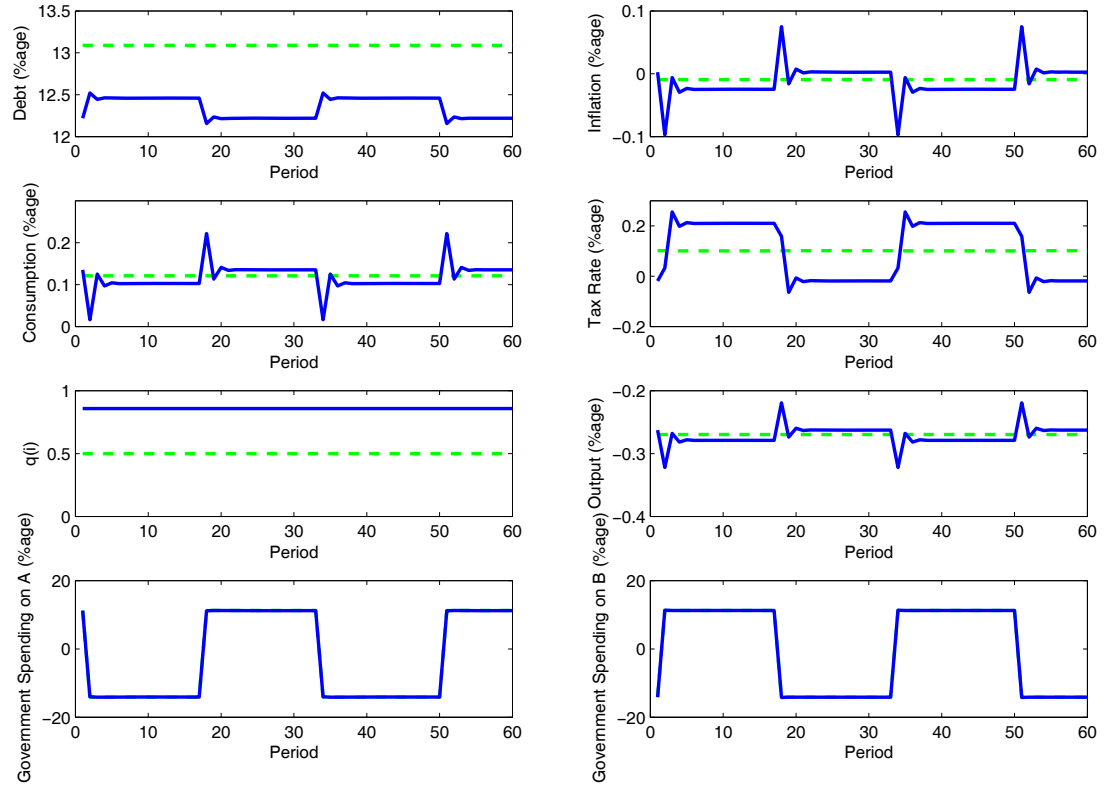 Debt (%age)
13.5
13
12.5
12
0 10 20 30 40 50 60
Period
Inflation (%age)
0.1
0
−0.1
0 10 20 30 40 50 60
Period
Consumption (%age)
0.2
0.1
0
0 10 20 30 40 50 60
Period
Tax Rate (%age)
0.2
0
−0.2
0 10 20 30 40 50 60
Period
q(i)
1
0.5
0
0 10 20 30 40 50 60
Period
Output (%age)
−0.2
−0.3
−0.4
0 10 20 30 40 50 60
Period
Government Spending on A (%age)
20
0
−20
0 10 20 30 40 50 60
Period
Government Spending on B (%age)
20
0
−20
0 10 20 30 40 50 60
Period